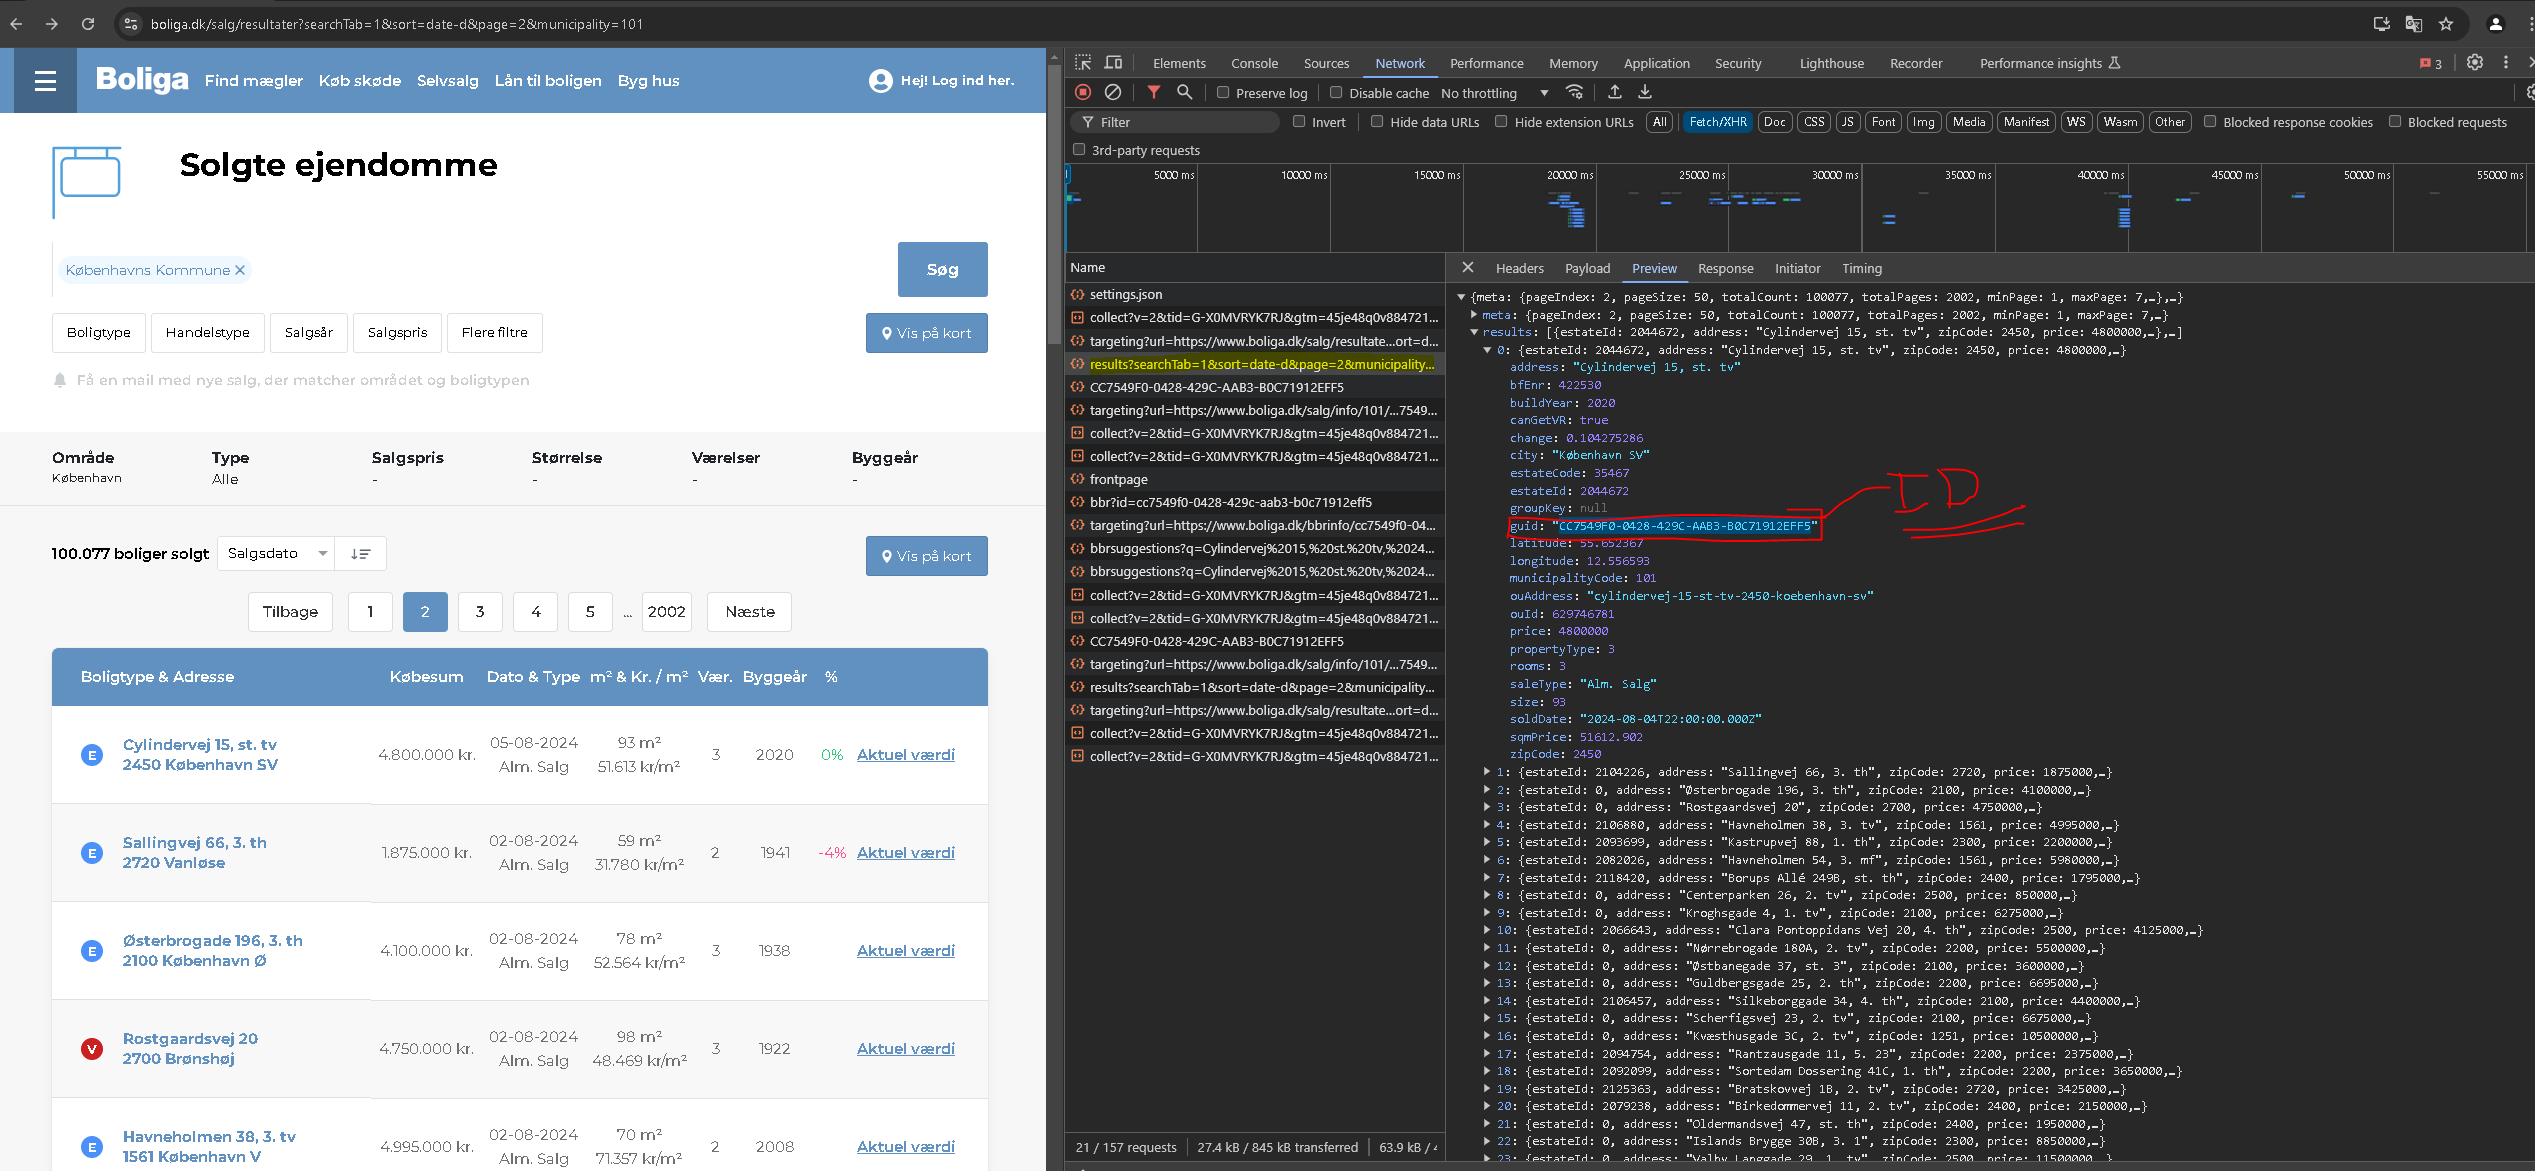 boliga.dk/salg/resultater?searchTab=1&sort=date-d&page=2&municipality=101
Boliga Find mægler Køb skøde Selvsalg Lån til boligen Byg hus Hej! Log ind her.
Solgte ejendomme
Københavns Kommune ✕
Søg
Boligtype Handelstype Salgsår Salgspris Flere filtre
Vis på kort
Få en mail med nye salg, der matcher området og boligtypen
Område Type Salgspris Størrelse Værelser Byggeår
København Alle - - - -
100.077 boliger solgt Salgsdato
Vis på kort
Tilbage 1 2 3 4 5 ... 2002 Næste
Boligtype & Adresse Købesum Dato & Type m² & Kr. / m² Vær. Byggeår %
E Cylindervej 15, st. tv 4.800.000 kr. 05-08-2024 93 m² 3 2020 0% Aktuel værdi
2450 København SV Alm. Salg 51.613 kr/m²
E Sallingvej 66, 3. th 1.875.000 kr. 02-08-2024 59 m² 2 1941 -4% Aktuel værdi
2720 Vanløse Alm. Salg 31.780 kr/m²
E Østerbrogade 196, 3. th 4.100.000 kr. 02-08-2024 78 m² 3 1938 Aktuel værdi
2100 København Ø Alm. Salg 52.564 kr/m²
V Rostgaardsvej 20 4.750.000 kr. 02-08-2024 98 m² 3 1922 Aktuel værdi
2700 Brønshøj Alm. Salg 48.469 kr/m²
E Havneholmen 38, 3. tv 4.995.000 kr. 02-08-2024 70 m² 2 2008 Aktuel værdi
1561 København V Alm. Salg 71.357 kr/m²
Elements Console Sources Network Performance Memory Application Security Lighthouse Recorder Performance insights 3
Preserve log Disable cache No throttling
Filter Invert Hide data URLs Hide extension URLs All Fetch/XHR Doc CSS JS Font Img Media Manifest WS Wasm Other Blocked response cookies Blocked requests
3rd-party requests
5000 ms 10000 ms 15000 ms 20000 ms 25000 ms 30000 ms 35000 ms 40000 ms 45000 ms 50000 ms 55000 ms
Name
settings.json
collect?v=2&tid=G-X0MVRYK7RJ&gtm=45je48q0v884721...
targeting?url=https://www.boliga.dk/salg/resultate...ort=d...
results?searchTab=1&sort=date-d&page=2&municipality...
CC7549F0-0428-429C-AAB3-B0C71912EFF5
targeting?url=https://www.boliga.dk/salg/info/101/...7549...
collect?v=2&tid=G-X0MVRYK7RJ&gtm=45je48q0v884721...
collect?v=2&tid=G-X0MVRYK7RJ&gtm=45je48q0v884721...
frontpage
bbr?id=cc7549f0-0428-429c-aab3-b0c71912eff5
targeting?url=https://www.boliga.dk/bbrinfo/cc7549f0-04...
bbrsuggestions?q=Cylindervej%2015,%20st.%20tv,%2024...
bbrsuggestions?q=Cylindervej%2015,%20st.%20tv,%2024...
collect?v=2&tid=G-X0MVRYK7RJ&gtm=45je48q0v884721...
collect?v=2&tid=G-X0MVRYK7RJ&gtm=45je48q0v884721...
CC7549F0-0428-429C-AAB3-B0C71912EFF5
targeting?url=https://www.boliga.dk/salg/info/101/...7549...
results?searchTab=1&sort=date-d&page=2&municipality...
targeting?url=https://www.boliga.dk/salg/resultate...ort=d...
collect?v=2&tid=G-X0MVRYK7RJ&gtm=45je48q0v884721...
collect?v=2&tid=G-X0MVRYK7RJ&gtm=45je48q0v884721...
21 / 157 requests 27.4 kB / 845 kB transferred 63.9 kB /
Headers Payload Preview Response Initiator Timing
{meta: {pageIndex: 2, pageSize: 50, totalCount: 100077, totalPages: 2002, minPage: 1, maxPage: 7,…},…}
meta: {pageIndex: 2, pageSize: 50, totalCount: 100077, totalPages: 2002, minPage: 1, maxPage: 7,…}
results: [{estateId: 2044672, address: "Cylindervej 15, st. tv", zipCode: 2450, price: 4800000,…},…]
0: {estateId: 2044672, address: "Cylindervej 15, st. tv", zipCode: 2450, price: 4800000,…}
address: "Cylindervej 15, st. tv"
bfEnr: 422530
buildYear: 2020
canGetVR: true
change: 0.104275286
city: "København SV"
estateCode: 35467
estateId: 2044672
groupKey: null
guid: "CC7549F0-0428-429C-AAB3-B0C71912EFF5"
ID
latitude: 55.652367
longitude: 12.556593
municipalityCode: 101
ouAddress: "cylindervej-15-st-tv-2450-koebenhavn-sv"
ouId: 629746781
price: 4800000
propertyType: 3
rooms: 3
saleType: "Alm. Salg"
size: 93
soldDate: "2024-08-04T22:00:00.000Z"
sqmPrice: 51612.902
zipCode: 2450
1: {estateId: 2104226, address: "Sallingvej 66, 3. th", zipCode: 2720, price: 1875000,…}
2: {estateId: 0, address: "Østerbrogade 196, 3. th", zipCode: 2100, price: 4100000,…}
3: {estateId: 0, address: "Rostgaardsvej 20", zipCode: 2700, price: 4750000,…}
4: {estateId: 2106880, address: "Havneholmen 38, 3. tv", zipCode: 1561, price: 4995000,…}
5: {estateId: 2093699, address: "Kastrupvej 88, 1. th", zipCode: 2300, price: 2200000,…}
6: {estateId: 2082026, address: "Havneholmen 54, 3. mf", zipCode: 1561, price: 5980000,…}
7: {estateId: 2118420, address: "Borups Allé 249B, st. th", zipCode: 2400, price: 1795000,…}
8: {estateId: 0, address: "Centerparken 26, 2. tv", zipCode: 2500, price: 850000,…}
9: {estateId: 0, address: "Kroghsgade 4, 1. tv", zipCode: 2100, price: 6275000,…}
10: {estateId: 2066643, address: "Clara Pontoppidans Vej 20, 4. th", zipCode: 2500, price: 4125000,…}
11: {estateId: 0, address: "Nørrebrogade 180A, 2. tv", zipCode: 2200, price: 5500000,…}
12: {estateId: 0, address: "Østbanegade 37, st. 3", zipCode: 2100, price: 3600000,…}
13: {estateId: 0, address: "Guldbergsgade 25, 2. th", zipCode: 2200, price: 6695000,…}
14: {estateId: 2106457, address: "Silkeborggade 34, 4. th", zipCode: 2100, price: 4400000,…}
15: {estateId: 0, address: "Scherfigsvej 23, 2. tv", zipCode: 2100, price: 6675000,…}
16: {estateId: 0, address: "Kvæsthusgade 3C, 2. tv", zipCode: 1251, price: 10500000,…}
17: {estateId: 2094754, address: "Rantzausgade 11, 5. 23", zipCode: 2200, price: 2375000,…}
18: {estateId: 2092099, address: "Sortedam Dossering 41C, 1. th", zipCode: 2200, price: 3650000,…}
19: {estateId: 2125363, address: "Bratskovvej 1B, 2. tv", zipCode: 2720, price: 3425000,…}
20: {estateId: 2079238, address: "Birkedommervej 11, 2. tv", zipCode: 2400, price: 2150000,…}
21: {estateId: 0, address: "Oldermandsvej 47, st. th", zipCode: 2400, price: 1950000,…}
22: {estateId: 0, address: "Islands Brygge 30B, 3. 1", zipCode: 2300, price: 8850000,…}
23: {estateId: 0, address: "Valby Langgade 29, 1. tv", zipCode: 2500, price: 11500000,…}